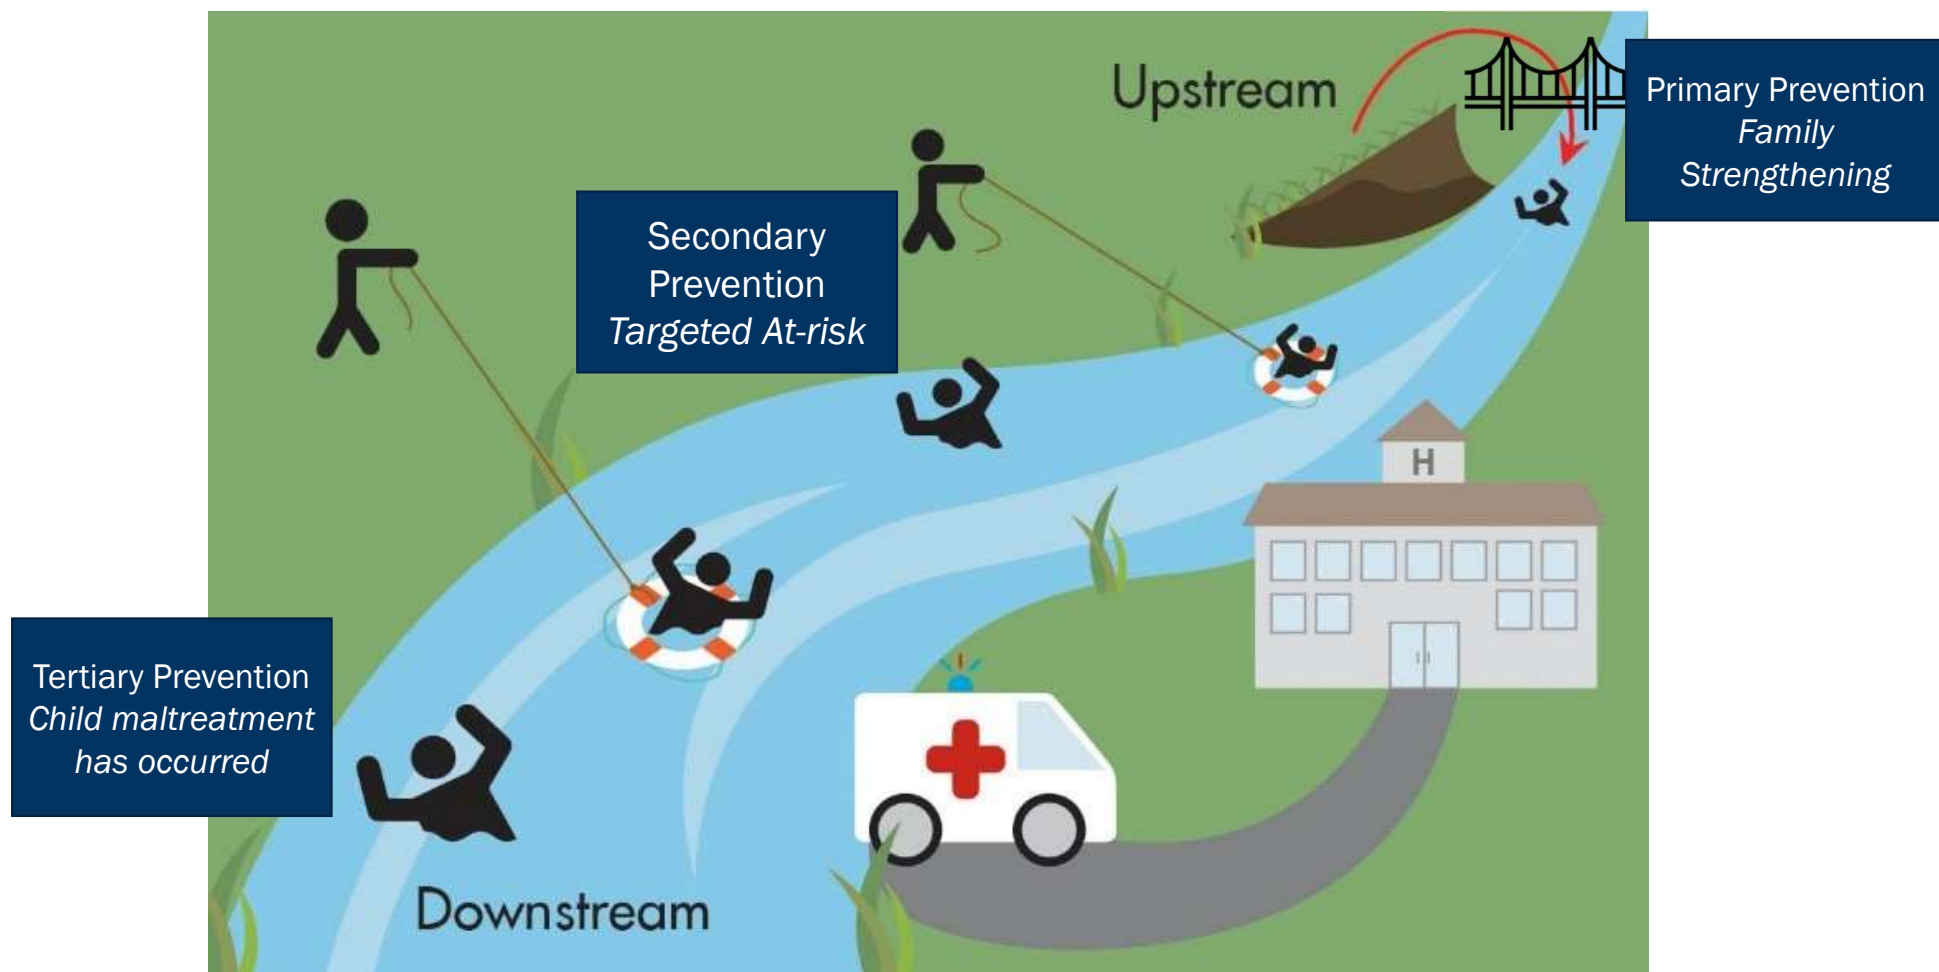 Upstream
Primary Prevention
Family
Strengthening
Secondary
Prevention
Targeted At-risk
H
Tertiary Prevention
Child maltreatment
has occurred
Downstream